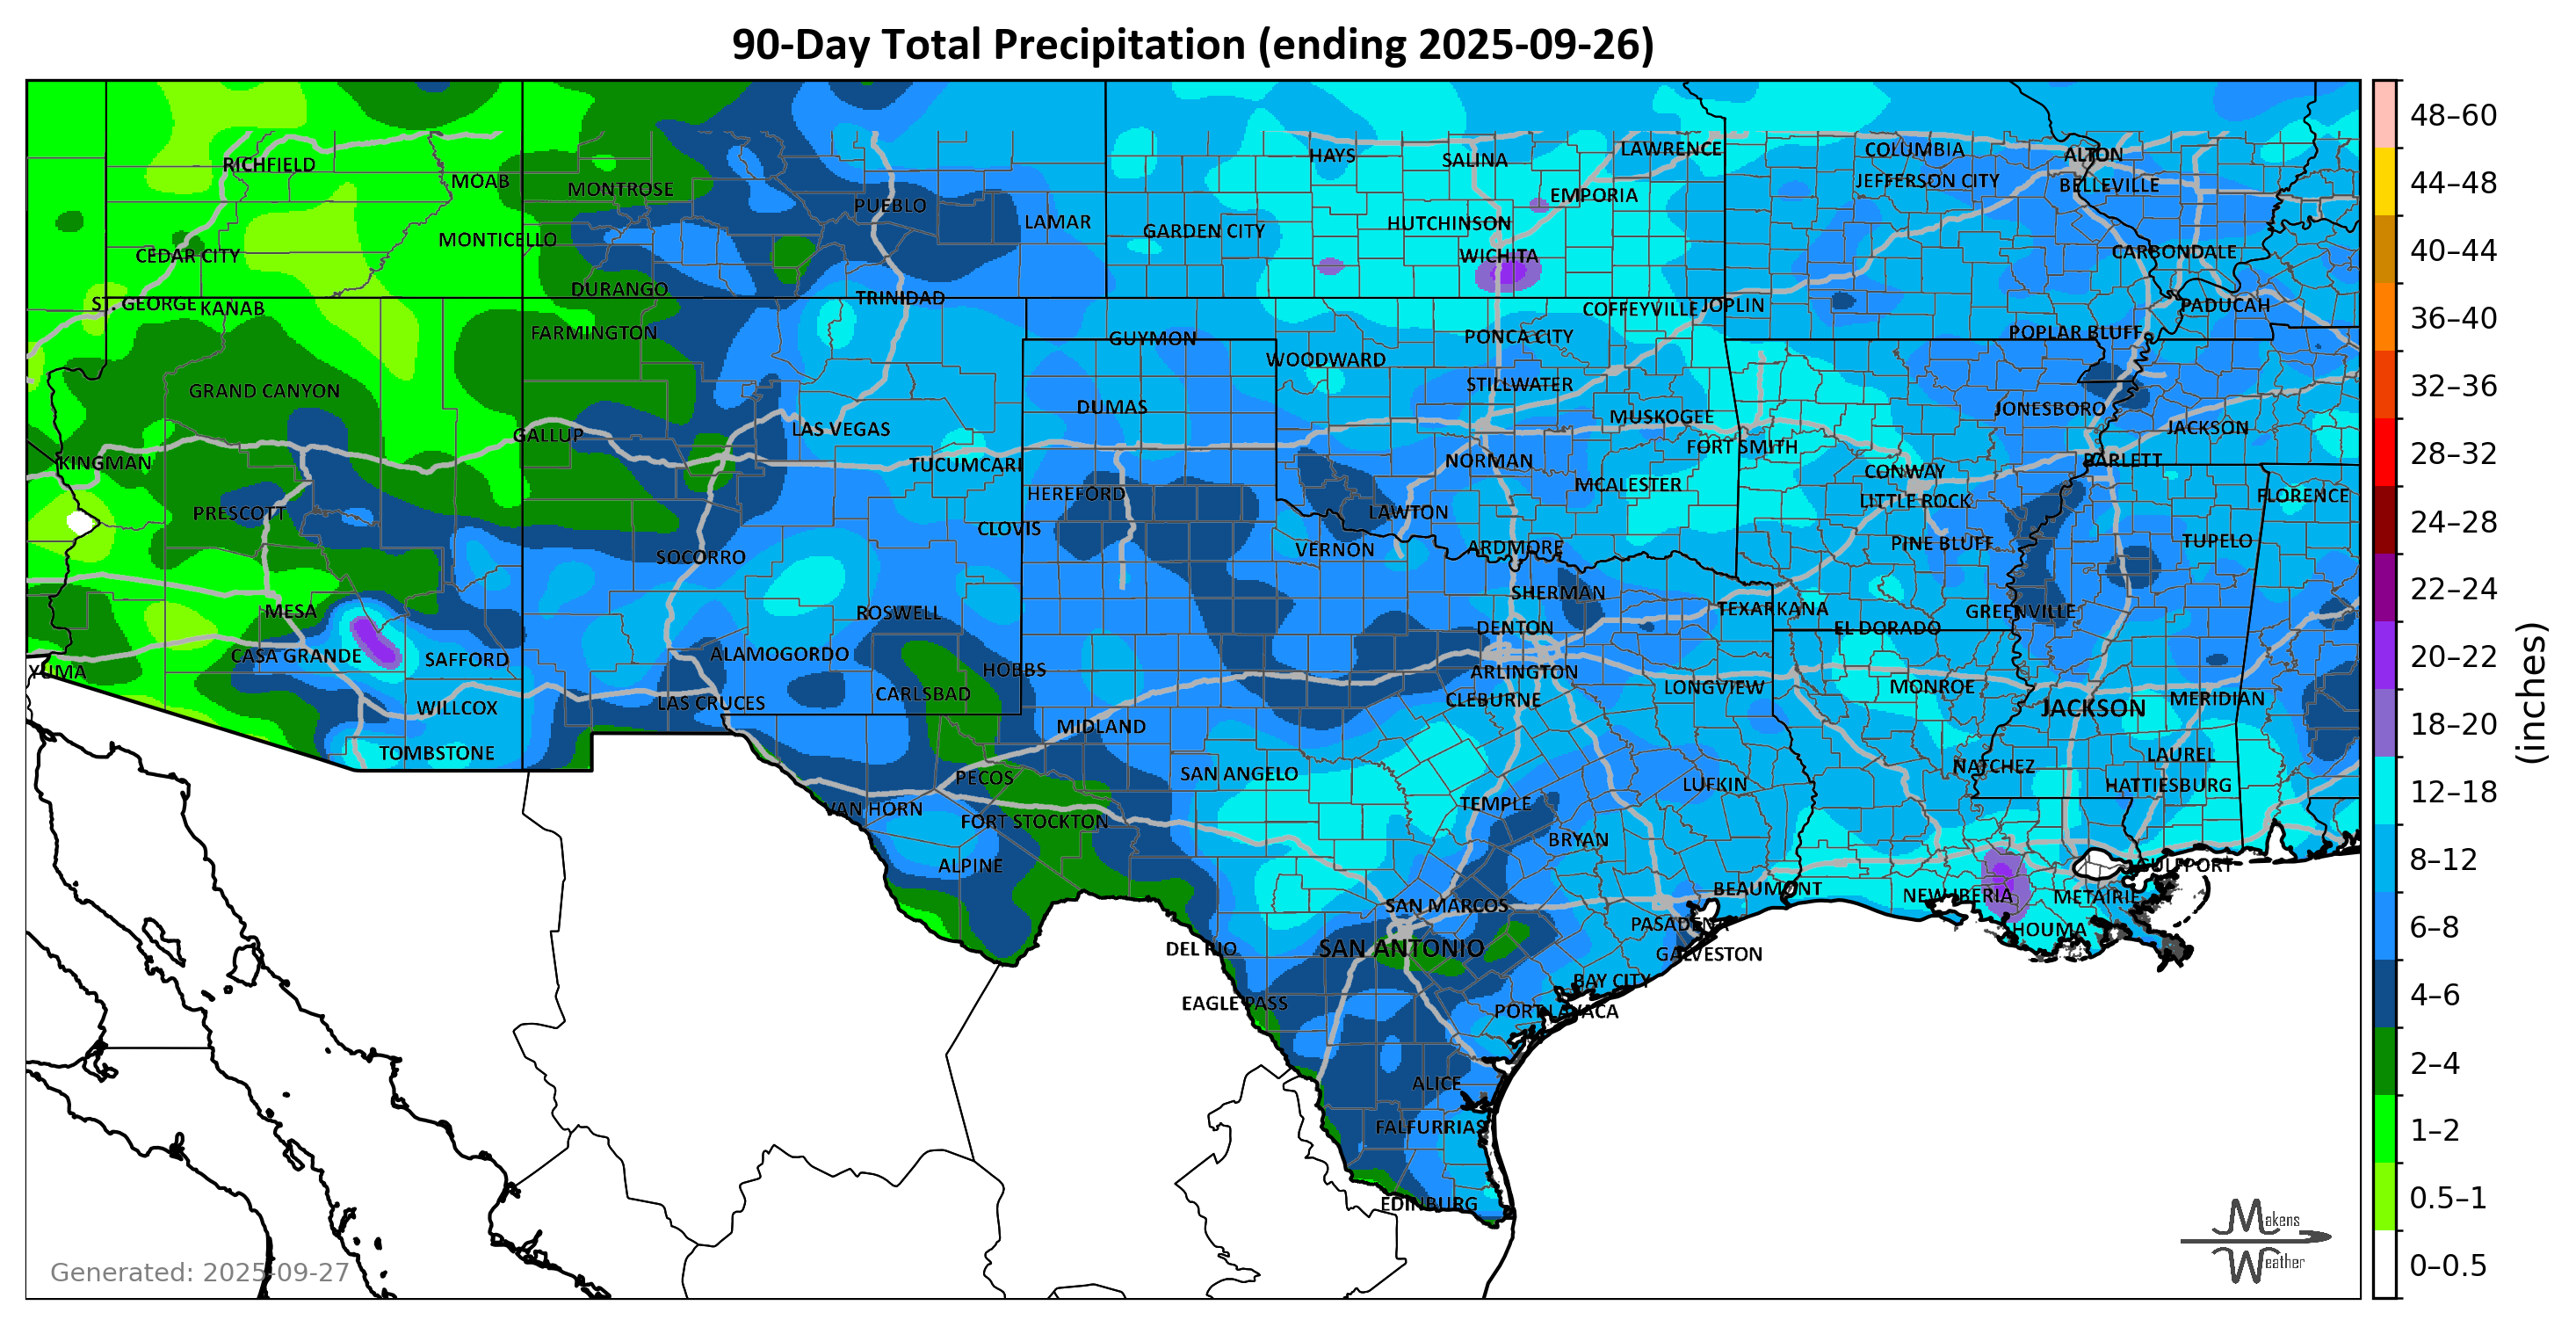 90-Day Total Precipitation (ending 2025-09-26)
HAYS
SALINA
LAWRENCE
COLUMBIA
ALTON
RICHFIELD
MOAB
MONTROSE
EMPORIA
JEFFERSON CITY
BELLEVILLE
PUEBLO
LAMAR
GARDEN CITY
HUTCHINSON
MONTICELLO
CEDAR CITY
WICHITA
CARBONDALE
DURANGO
TRINIDAD
ST. GEORGE
KANAB
COFFEYVILLE
JOPLIN
PADUCAH
FARMINGTON
GUYMON
PONCA CITY
POPLAR BLUFF
WOODWARD
GRAND CANYON
STILLWATER
DUMAS
MUSKOGEE
JONESBORO
GALLUP
LAS VEGAS
JACKSON
FORT SMITH
KINGMAN
TUCUMCARI
NORMAN
BARLETT
CONWAY
HEREFORD
MCALESTER
LITTLE ROCK
FLORENCE
PRESCOTT
LAWTON
CLOVIS
SOCORRO
VERNON
ARDMORE
PINE BLUFF
TUPELO
MESA
ROSWELL
SHERMAN
TEXARKANA
GREENVILLE
DENTON
EL DORADO
CASA GRANDE
SAFFORD
ALAMOGORDO
YUMA
HOBBS
ARLINGTON
LONGVIEW
MONROE
CARLSBAD
CLEBURNE
MERIDIAN
WILLCOX
LAS CRUCES
JACKSON
MIDLAND
TOMBSTONE
LAUREL
PECOS
SAN ANGELO
NATCHEZ
LUFKIN
HATTIESBURG
VAN HORN
FORT STOCKTON
TEMPLE
BRYAN
ALPINE
GULFPORT
BEAUMONT
NEW IBERIA
METAIRIE
SAN MARCOS
PASADENA
HOUMA
DEL RIO
SAN ANTONIO
GALVESTON
BAY CITY
EAGLE PASS
PORT LAVACA
ALICE
FALFURRIAS
EDINBURG
Generated: 2025-09-27
Makens
Weather
48–60
44–48
40–44
36–40
32–36
28–32
24–28
22–24
20–22
18–20
12–18
8–12
6–8
4–6
2–4
1–2
0.5–1
0–0.5
(inches)